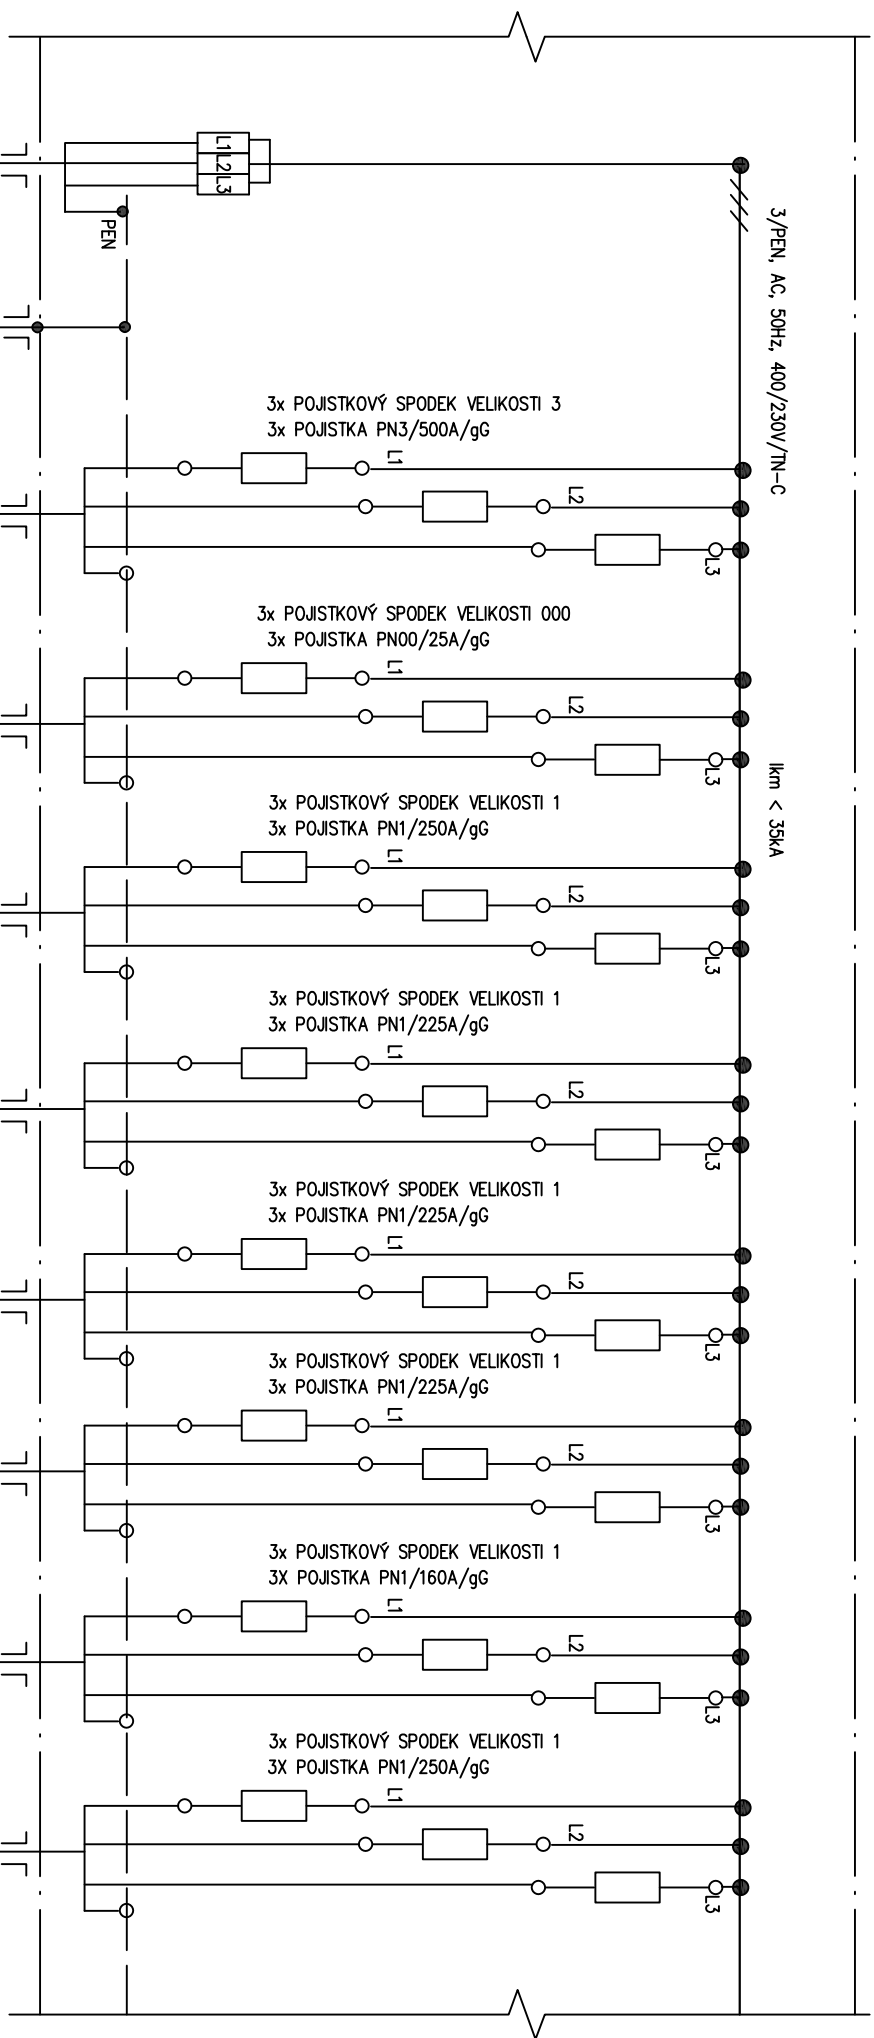 L1
L2
L3
PEN
3/PEN, AC, 50Hz, 400/230V/TN-C
3x POJISTKOVÝ SPODEK VELIKOSTI 3
3x POJISTKA PN3/500A/gG
L1
L2
L3
3x POJISTKOVÝ SPODEK VELIKOSTI 000
3x POJISTKA PN00/25A/gG
L1
L2
L3
Ikm < 35kA
3x POJISTKOVÝ SPODEK VELIKOSTI 1
3x POJISTKA PN1/250A/gG
L1
L2
L3
3x POJISTKOVÝ SPODEK VELIKOSTI 1
3x POJISTKA PN1/225A/gG
L1
L2
L3
3x POJISTKOVÝ SPODEK VELIKOSTI 1
3x POJISTKA PN1/225A/gG
L1
L2
L3
3x POJISTKOVÝ SPODEK VELIKOSTI 1
3x POJISTKA PN1/225A/gG
L1
L2
L3
3x POJISTKOVÝ SPODEK VELIKOSTI 1
3X POJISTKA PN1/160A/gG
L1
L2
L3
3x POJISTKOVÝ SPODEK VELIKOSTI 1
3X POJISTKA PN1/250A/gG
L1
L2
L3